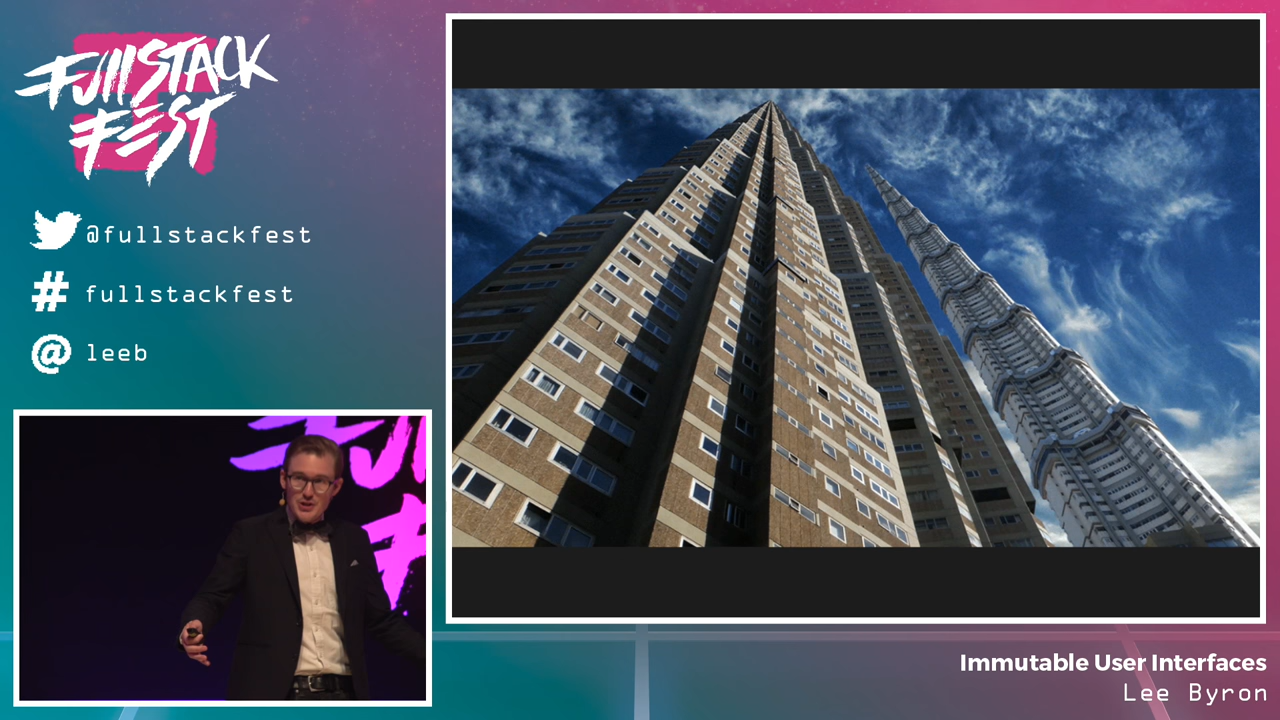 FullStack
Fest
@fullstackfest
# fullstackfest
@ leeb
Immutable User Interfaces
Lee Byron